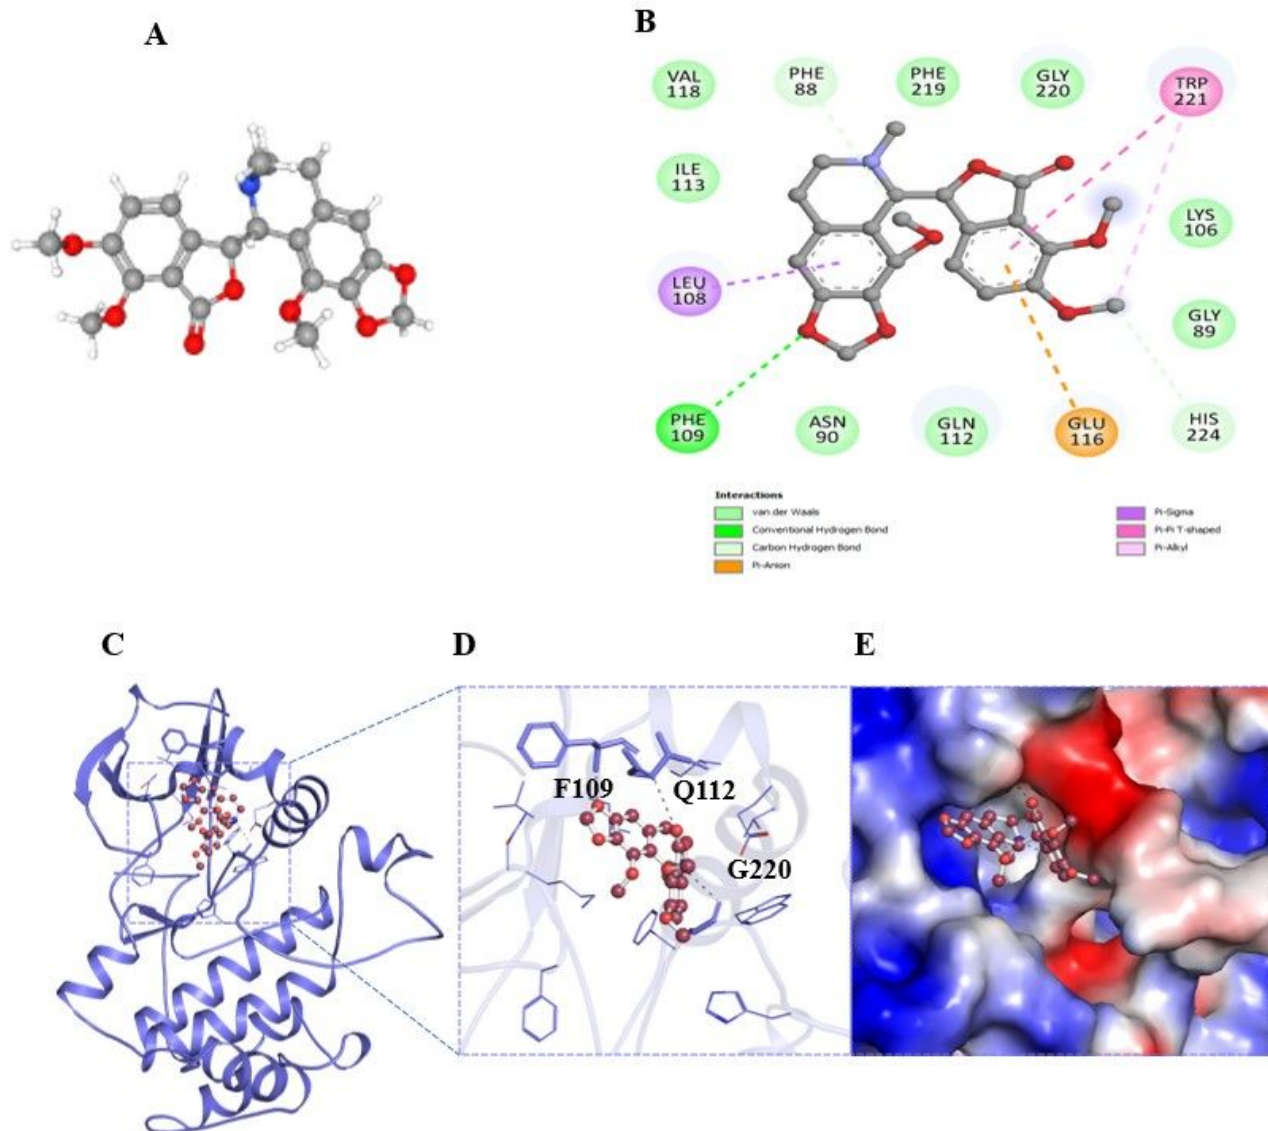 A
B
VAL
118
PHE
88
PHE
219
GLY
220
TRP
221
ILE
113
LYS
106
LEU
108
GLY
89
PHE
109
ASN
90
GLN
112
GLU
116
HIS
224
Interactions
van der Waals
Conventional Hydrogen Bond
Carbon Hydrogen Bond
Pi-Anion
Pi-Sigma
Pi-Pi T-shaped
Pi-Alkyl
C
D
E
F109
Q112
G220